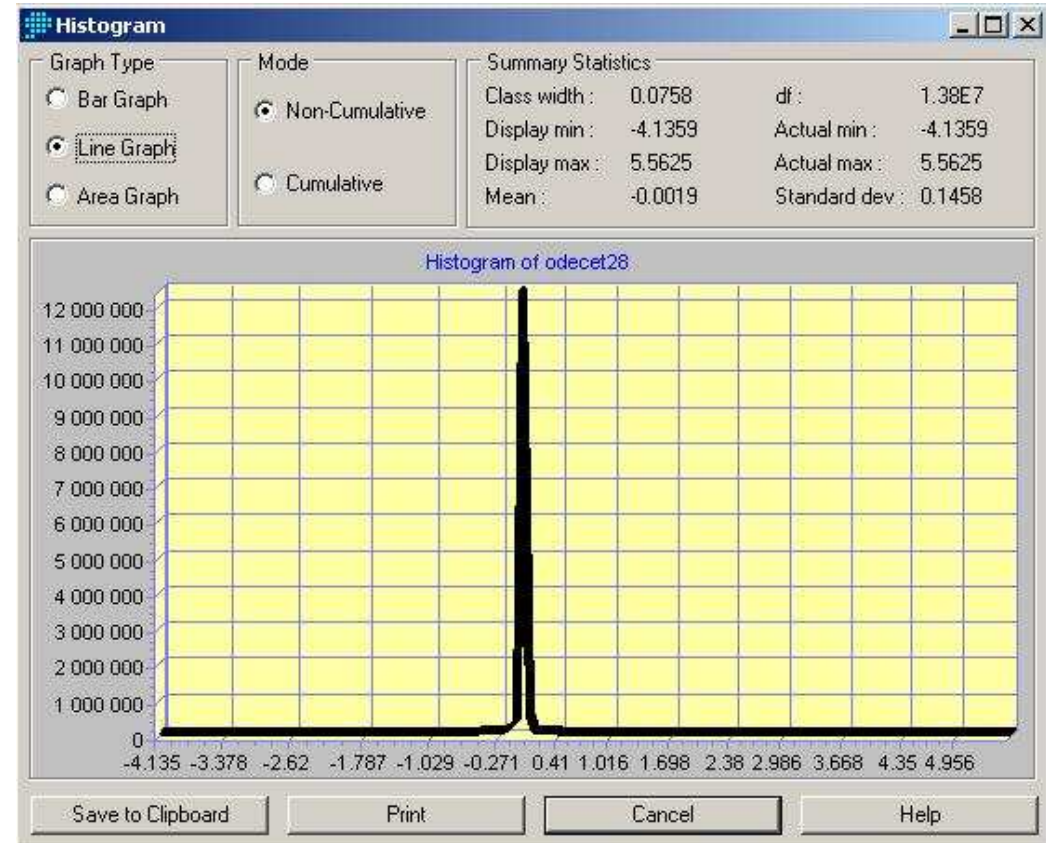 Histogram
Graph Type
Bar Graph
Line Graph
Area Graph
Mode
Non-Cumulative
Cumulative
Summary Statistics
Class width : 0.0758 df : 1.38E7
Display min : -4.1359 Actual min : -4.1359
Display max : 5.5625 Actual max : 5.5625
Mean : -0.0019 Standard dev : 0.1458
Histogram of odecet28
12 000 000
11 000 000
10 000 000
9 000 000
8 000 000
7 000 000
6 000 000
5 000 000
4 000 000
3 000 000
2 000 000
1 000 000
0
-4.135 -3.378 -2.62 -1.787 -1.029 -0.271 0.41 1.016 1.698 2.38 2.986 3.668 4.35 4.956
Save to Clipboard Print Cancel Help